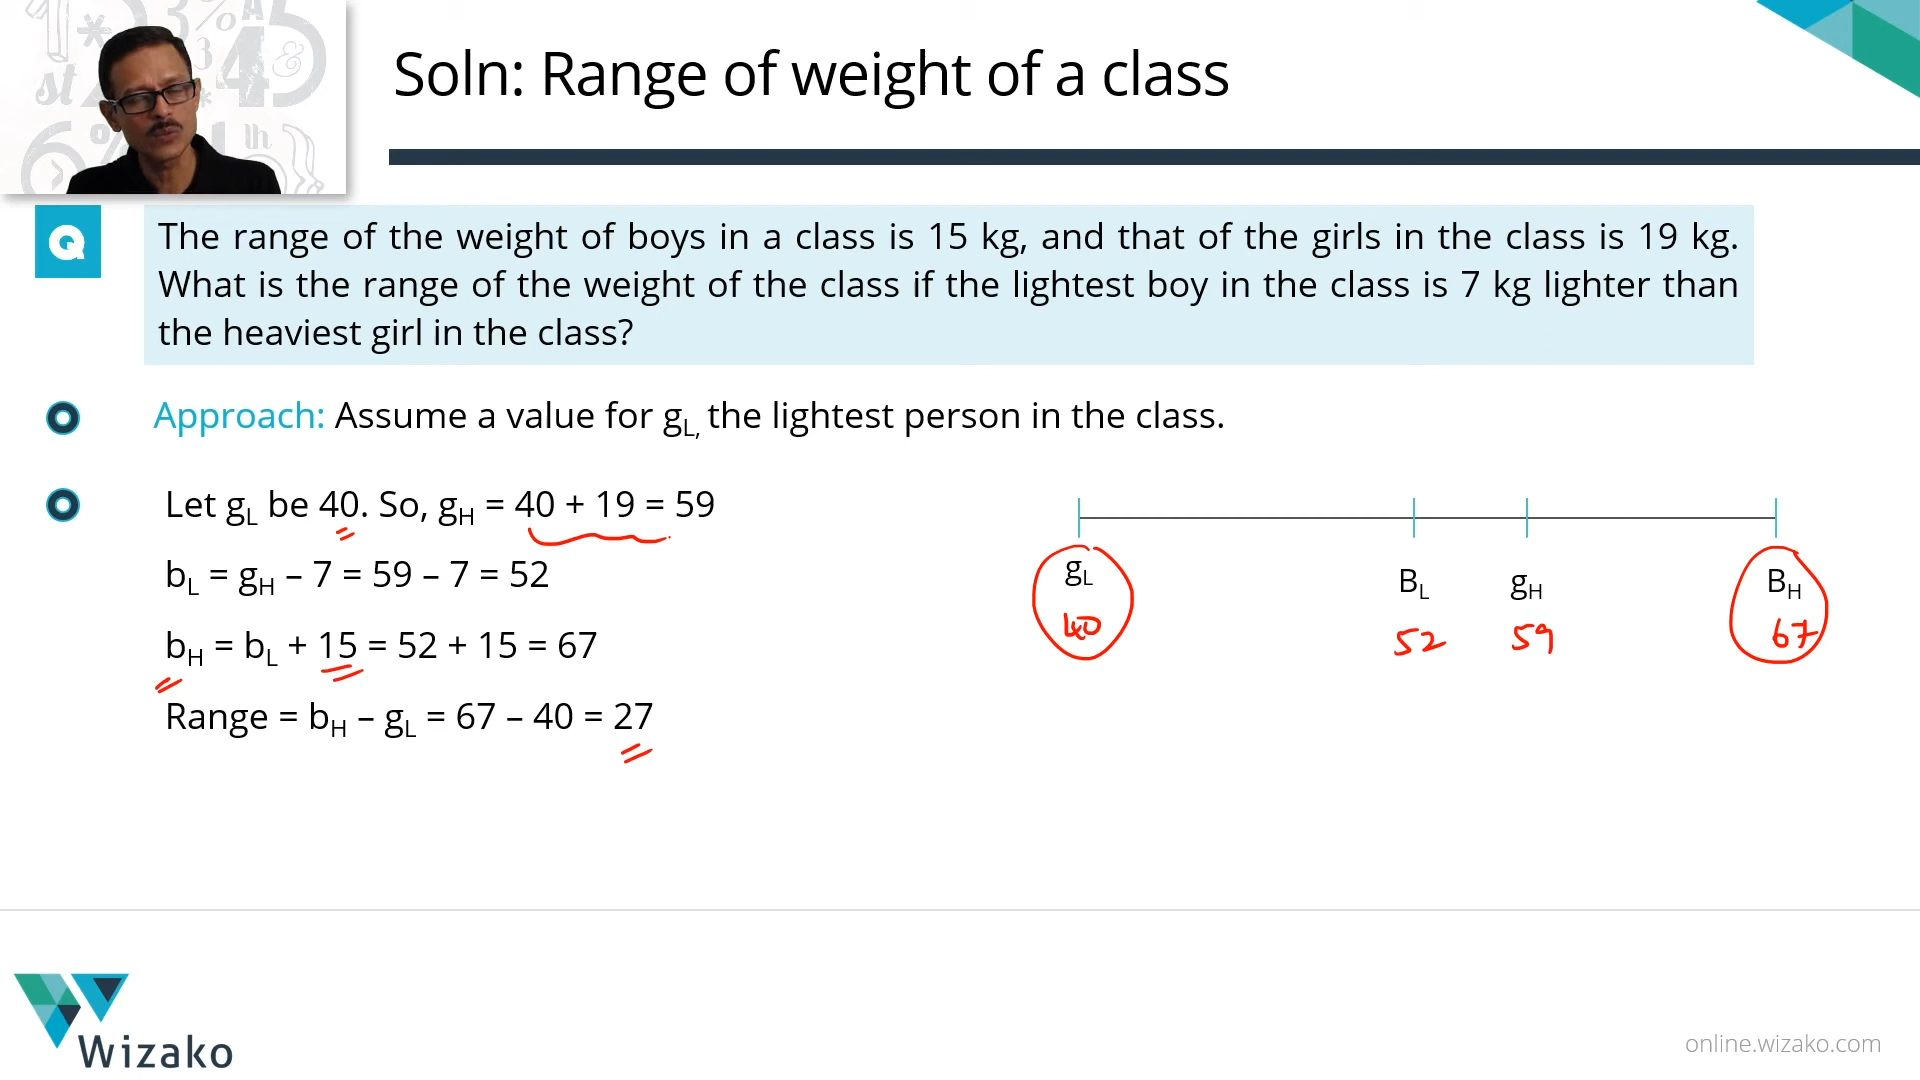 Soln: Range of weight of a class
Q
The range of the weight of boys in a class is 15 kg, and that of the girls in the class is 19 kg.
What is the range of the weight of the class if the lightest boy in the class is 7 kg lighter than
the heaviest girl in the class?
Approach: Assume a value for gL, the lightest person in the class.
Let gL be 40. So, gH = 40 + 19 = 59
bL = gH – 7 = 59 – 7 = 52
bH = bL + 15 = 52 + 15 = 67
Range = bH – gL = 67 – 40 = 27
gL BL gH BH
40 52 59 67
Wizako
online.wizako.com